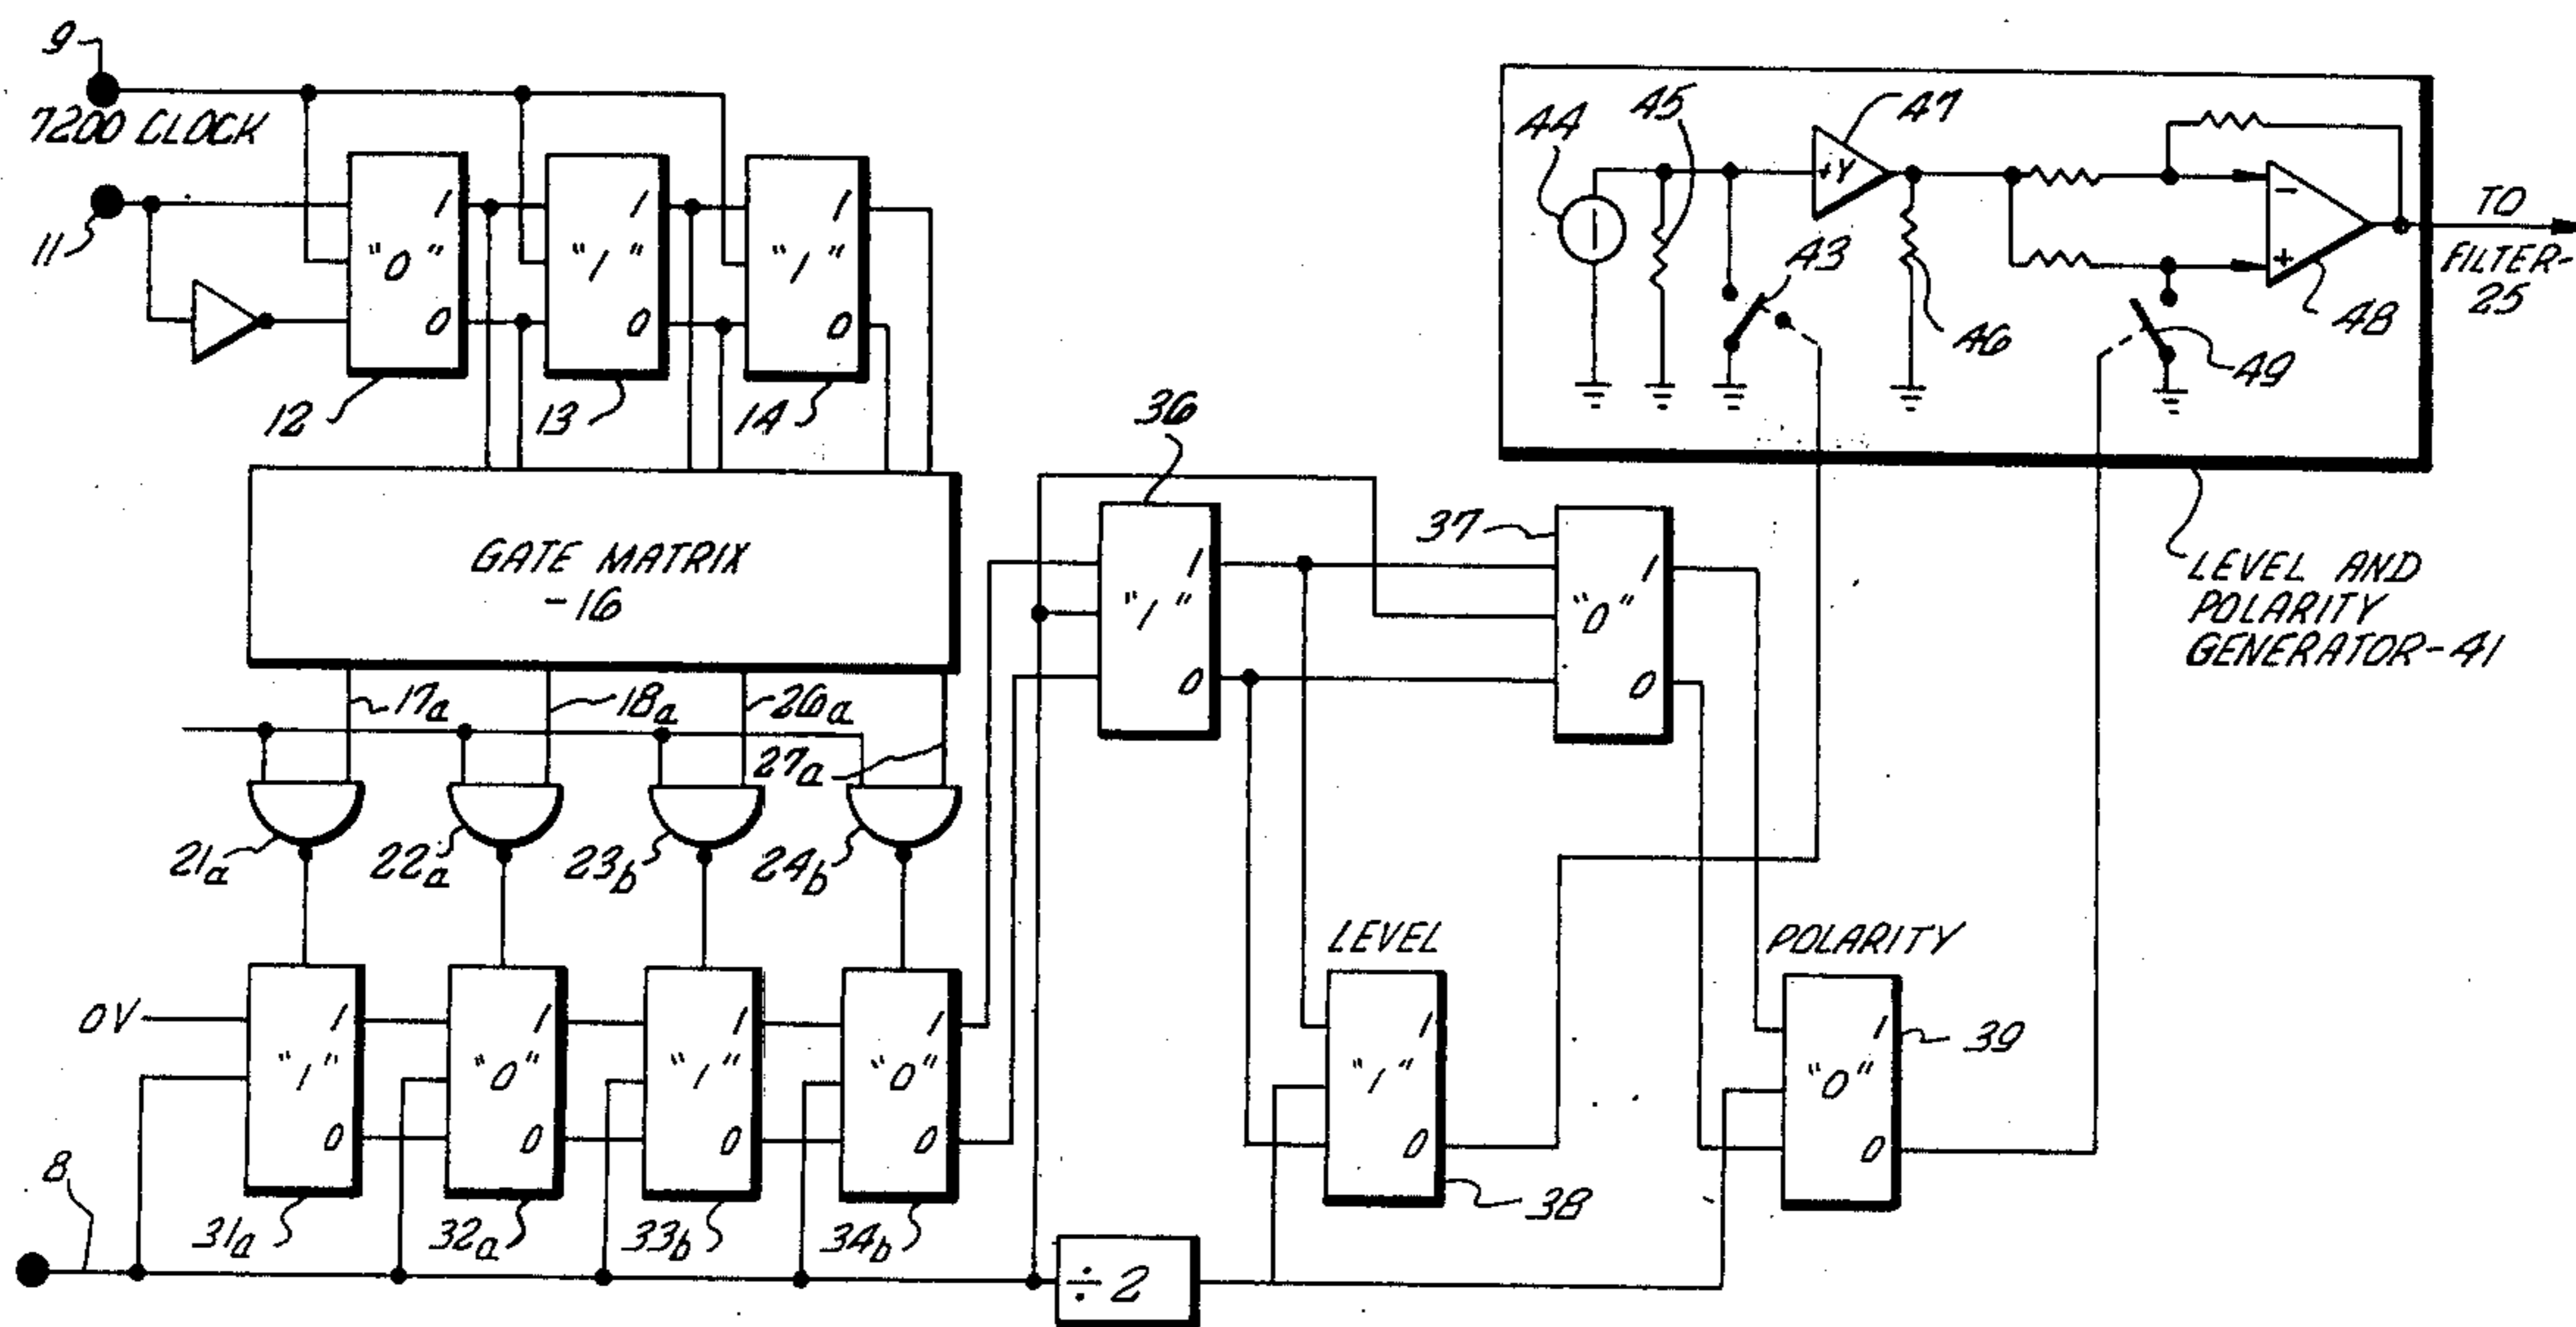 9
7200 CLOCK
11
1
"0"
0
1
"1"
0
1
"1"
0
12
13
14
GATE MATRIX
-16
17a
18a
26a
27a
21a
22a
23b
24b
0V
1
"1"
0
1
"0"
0
1
"1"
0
1
"0"
0
8
31a
32a
33b
34b
÷ 2
36
1
"1"
0
37
1
"0"
0
LEVEL
1
"1"
0
38
POLARITY
1
"0"
0
39
44
45
43
+Y
47
46
-
+
48
49
TO
FILTER-
25
LEVEL AND
POLARITY
GENERATOR-41